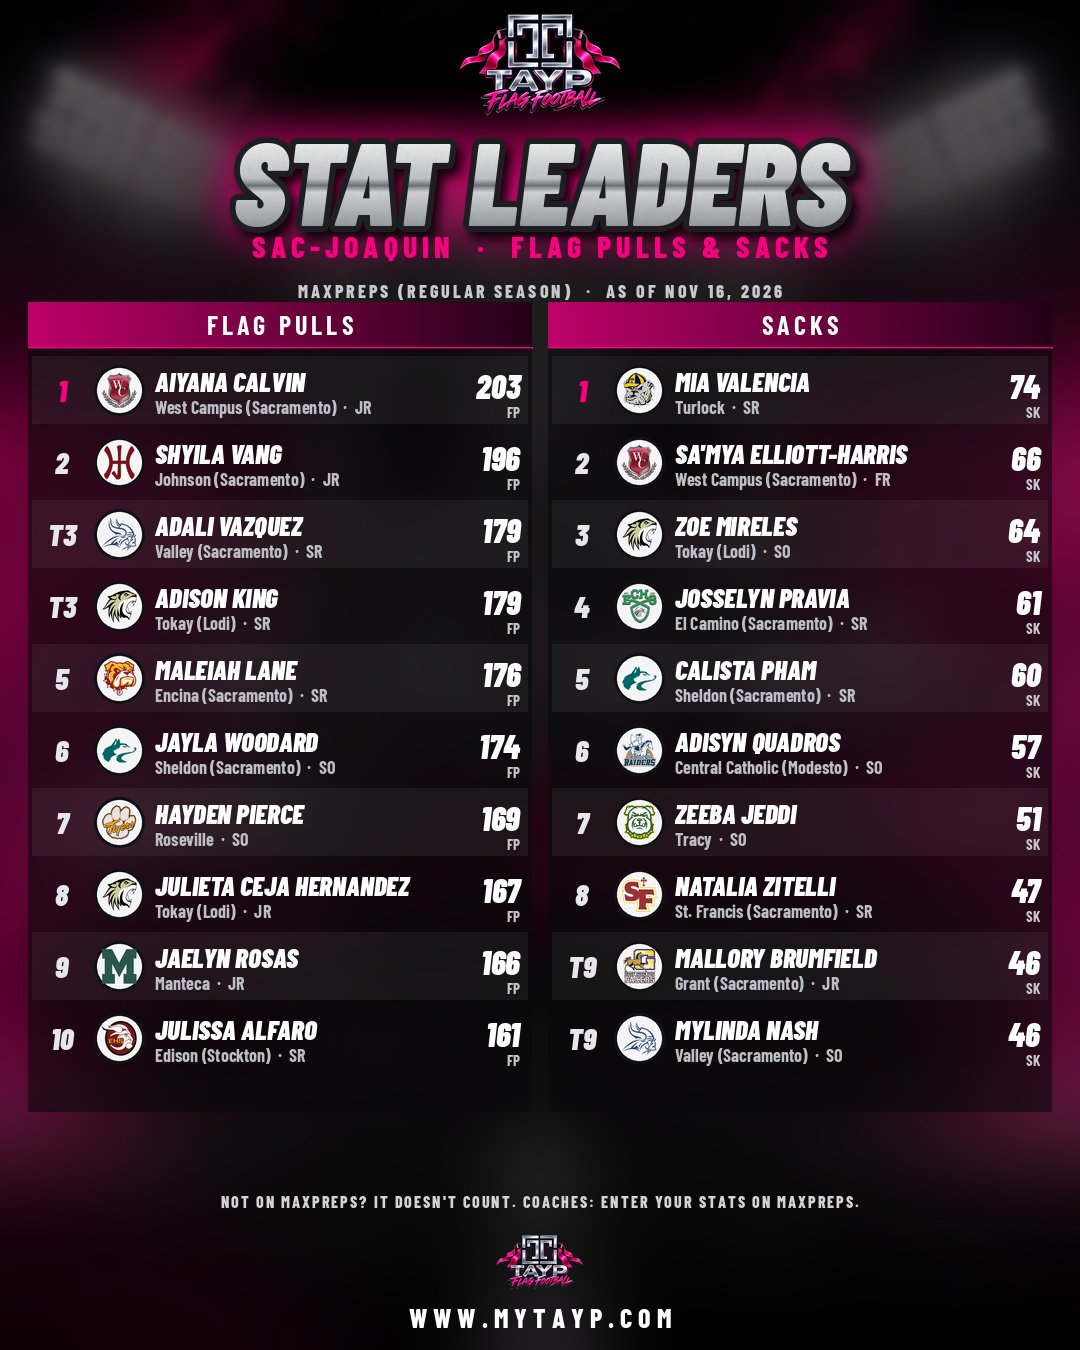 TAYP
FLAG FOOTBALL
STAT LEADERS
SAC-JOAQUIN · FLAG PULLS & SACKS
MAXPREPS (REGULAR SEASON) · AS OF NOV 16, 2026
FLAG PULLS
1 AIYANA CALVIN 203
West Campus (Sacramento) · JR FP
2 SHYILA VANG 196
Johnson (Sacramento) · JR FP
T3 ADALI VAZQUEZ 179
Valley (Sacramento) · SR FP
T3 ADISON KING 179
Tokay (Lodi) · SR FP
5 MALEIAH LANE 176
Encina (Sacramento) · SR FP
6 JAYLA WOODARD 174
Sheldon (Sacramento) · SO FP
7 HAYDEN PIERCE 169
Roseville · SO FP
8 JULIETA CEJA HERNANDEZ 167
Tokay (Lodi) · JR FP
9 JAELYN ROSAS 166
Manteca · JR FP
10 JULISSA ALFARO 161
Edison (Stockton) · SR FP
SACKS
1 MIA VALENCIA 74
Turlock · SR SK
2 SA'MYA ELLIOTT-HARRIS 66
West Campus (Sacramento) · FR SK
3 ZOE MIRELES 64
Tokay (Lodi) · SO SK
4 JOSSELYN PRAVIA 61
El Camino (Sacramento) · SR SK
5 CALISTA PHAM 60
Sheldon (Sacramento) · SR SK
6 ADISYN QUADROS 57
Central Catholic (Modesto) · SO SK
7 ZEEBA JEDDI 51
Tracy · SO SK
8 NATALIA ZITELLI 47
St. Francis (Sacramento) · SR SK
T9 MALLORY BRUMFIELD 46
Grant (Sacramento) · JR SK
T9 MYLINDA NASH 46
Valley (Sacramento) · SO SK
NOT ON MAXPREPS? IT DOESN'T COUNT. COACHES: ENTER YOUR STATS ON MAXPREPS.
TAYP
FLAG FOOTBALL
WWW.MYTAYP.COM